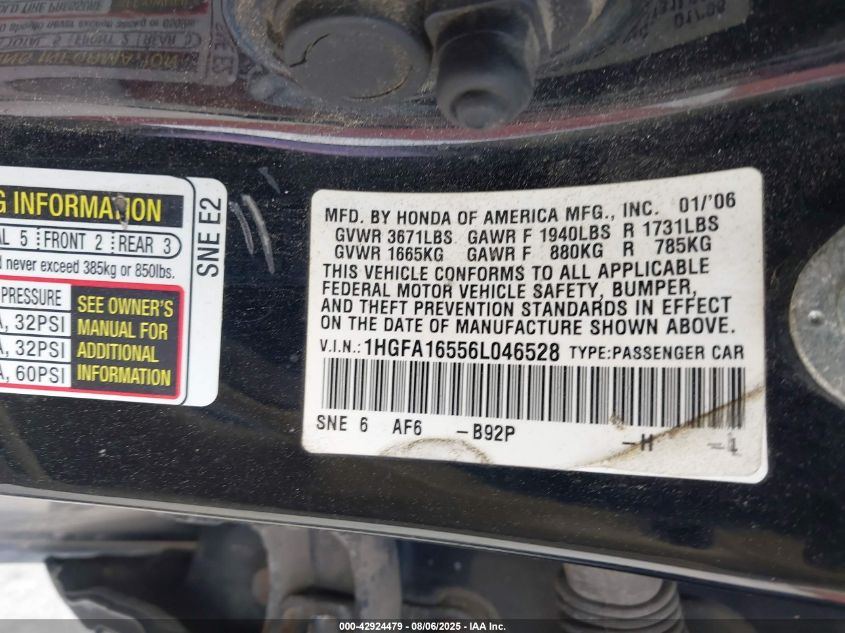 G INFORMATION
AL 5 FRONT 2 REAR 3
d never exceed 385kg or 850lbs.
PRESSURE
A, 32PSI
A, 32PSI
A, 60PSI
SEE OWNER'S
MANUAL FOR
ADDITIONAL
INFORMATION
SNE E2
MFD. BY HONDA OF AMERICA MFG., INC. 01/'06
GVWR 3671LBS GAWR F 1940LBS R 1731LBS
GVWR 1665KG GAWR F 880KG R 785KG
THIS VEHICLE CONFORMS TO ALL APPLICABLE
FEDERAL MOTOR VEHICLE SAFETY, BUMPER,
AND THEFT PREVENTION STANDARDS IN EFFECT
ON THE DATE OF MANUFACTURE SHOWN ABOVE.
V.I.N.: 1HGFA16556L046528 TYPE:PASSENGER CAR
SNE 6 AF6 -B92P -H -1
000-42924479 - 08/06/2025 - IAA Inc.